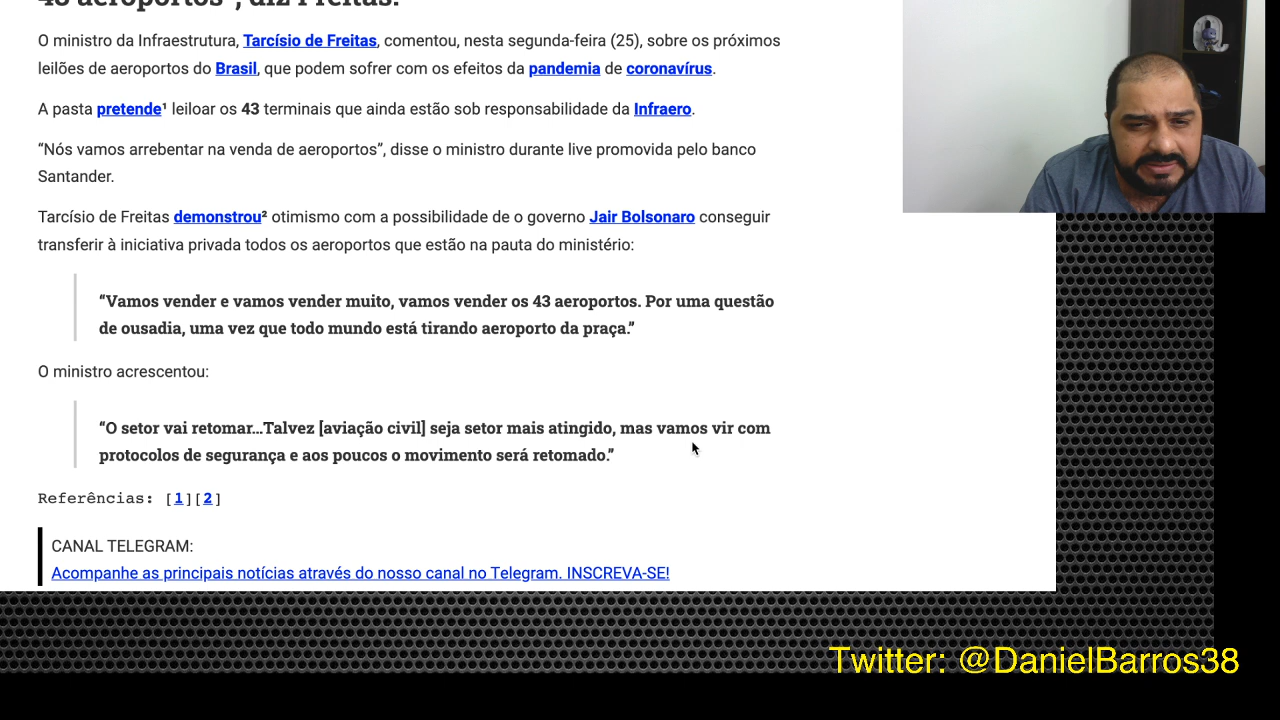 43 aeroportos”, diz Freitas.
O ministro da Infraestrutura, Tarcísio de Freitas, comentou, nesta segunda-feira (25), sobre os próximos
leilões de aeroportos do Brasil, que podem sofrer com os efeitos da pandemia de coronavírus.
A pasta pretende¹ leiloar os 43 terminais que ainda estão sob responsabilidade da Infraero.
“Nós vamos arrebentar na venda de aeroportos”, disse o ministro durante live promovida pelo banco
Santander.
Tarcísio de Freitas demonstrou² otimismo com a possibilidade de o governo Jair Bolsonaro conseguir
transferir à iniciativa privada todos os aeroportos que estão na pauta do ministério:
“Vamos vender e vamos vender muito, vamos vender os 43 aeroportos. Por uma questão
de ousadia, uma vez que todo mundo está tirando aeroporto da praça.”
O ministro acrescentou:
“O setor vai retomar…Talvez [aviação civil] seja setor mais atingido, mas vamos vir com
protocolos de segurança e aos poucos o movimento será retomado.”
Referências: [1][2]
CANAL TELEGRAM:
Acompanhe as principais notícias através do nosso canal no Telegram. INSCREVA-SE!
Twitter: @DanielBarros38